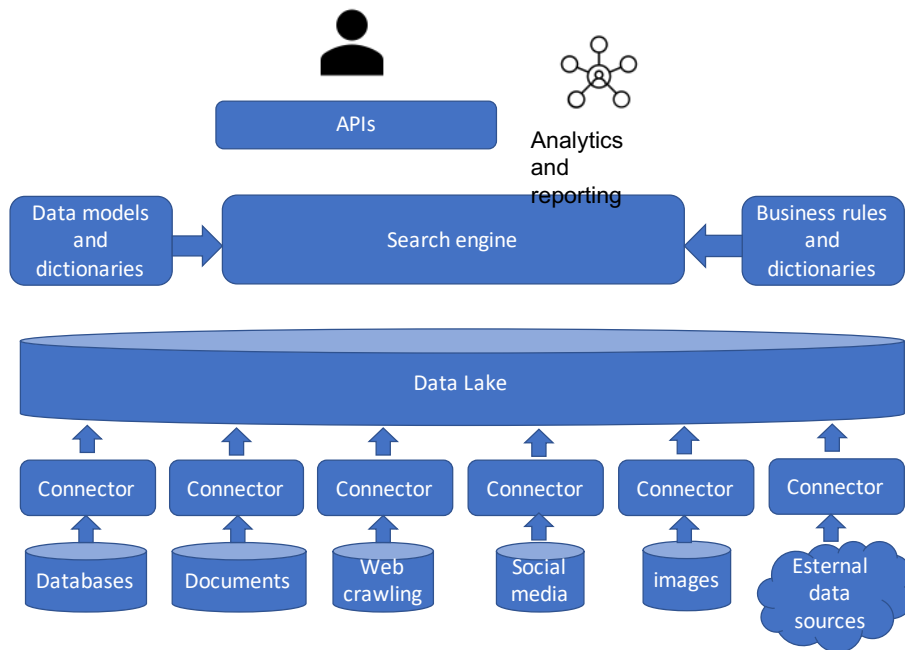 APIs
Analytics
and
reporting
Data models
and
dictionaries
Search engine
Business rules
and
dictionaries
Data Lake
Connector
Connector
Connector
Connector
Connector
Connector
Databases
Documents
Web
crawling
Social
media
images
Esternal
data
sources